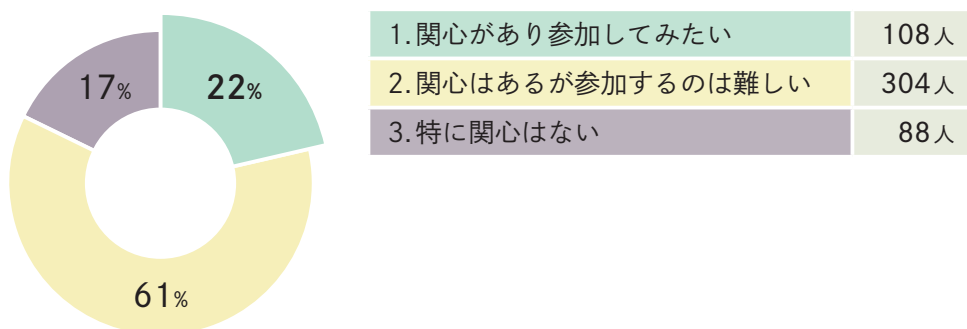 17%
22%
61%
1.関心があり参加してみたい 108人
2.関心はあるが参加するのは難しい 304人
3.特に関心はない 88人